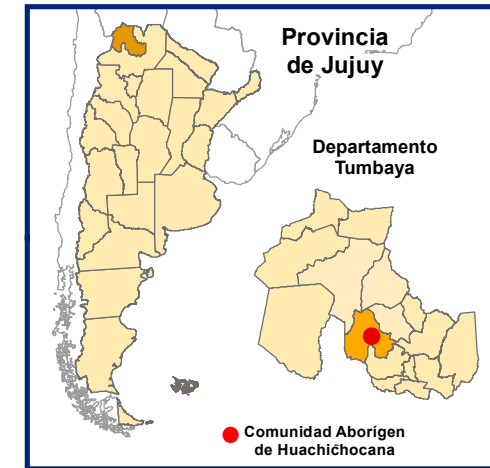 Provincia
de Jujuy
Departamento
Tumbaya
Comunidad Aborígen
de Huachichocana